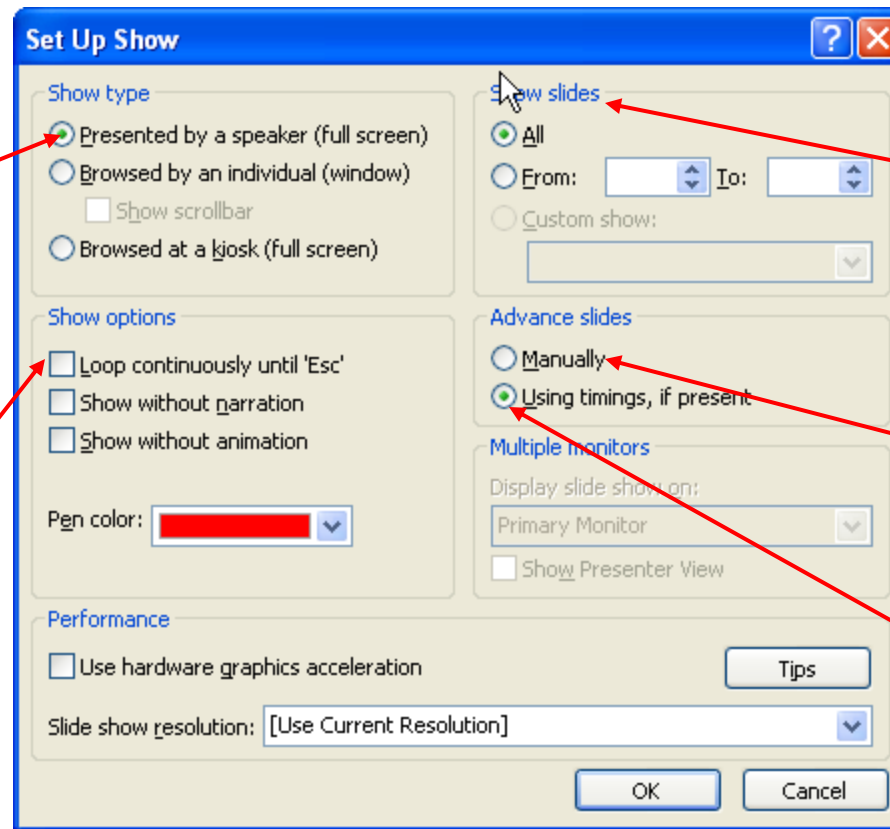 Set Up Show
Show type
Presented by a speaker (full screen)
Browsed by an individual (window)
Show scrollbar
Browsed at a kiosk (full screen)
Show slides
All
From: To:
Custom show:
Show options
Loop continuously until 'Esc'
Show without narration
Show without animation
Pen color:
Advance slides
Manually
Using timings, if present
Multiple monitors
Display slide show on:
Primary Monitor
Show Presenter View
Performance
Use hardware graphics acceleration
Tips
Slide show resolution: [Use Current Resolution]
OK Cancel